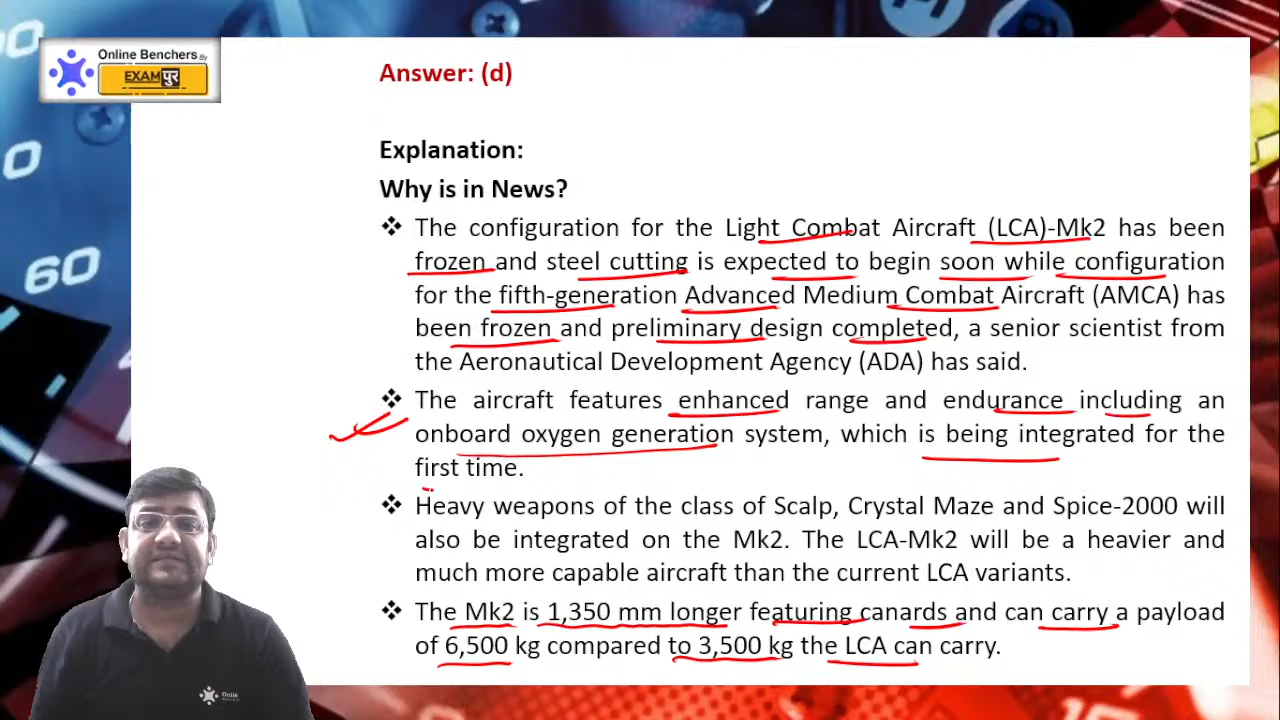 Online Benchers By
EXAMपुर
Answer: (d)
Explanation:
Why is in News?
❖ The configuration for the Light Combat Aircraft (LCA)-Mk2 has been
frozen and steel cutting is expected to begin soon while configuration
for the fifth-generation Advanced Medium Combat Aircraft (AMCA) has
been frozen and preliminary design completed, a senior scientist from
the Aeronautical Development Agency (ADA) has said.
❖ The aircraft features enhanced range and endurance including an
onboard oxygen generation system, which is being integrated for the
first time.
❖ Heavy weapons of the class of Scalp, Crystal Maze and Spice-2000 will
also be integrated on the Mk2. The LCA-Mk2 will be a heavier and
much more capable aircraft than the current LCA variants.
❖ The Mk2 is 1,350 mm longer featuring canards and can carry a payload
of 6,500 kg compared to 3,500 kg the LCA can carry.
0
60